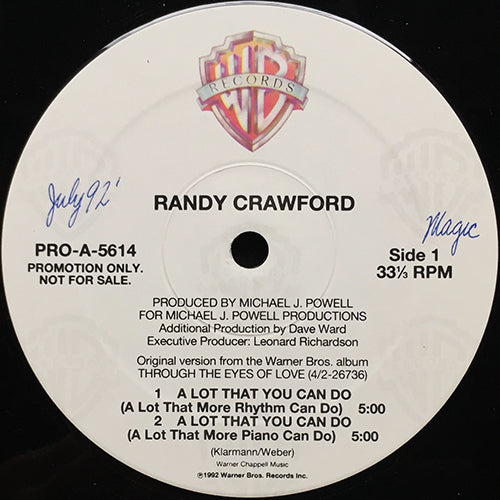 WB
RECORDS
RANDY CRAWFORD
July 92'
Magic
PRO-A-5614
PROMOTION ONLY.
NOT FOR SALE.
Side 1
33⅓ RPM
PRODUCED BY MICHAEL J. POWELL
FOR MICHAEL J. POWELL PRODUCTIONS
Additional Production by Dave Ward
Executive Producer: Leonard Richardson
Original version from the Warner Bros. album
THROUGH THE EYES OF LOVE (4/2-26736)
1 A LOT THAT YOU CAN DO
(A Lot That More Rhythm Can Do) 5:00
2 A LOT THAT YOU CAN DO
(A Lot That More Piano Can Do) 5:00
(Klarmann/Weber)
Warner Chappell Music
℗1992 Warner Bros. Records Inc.